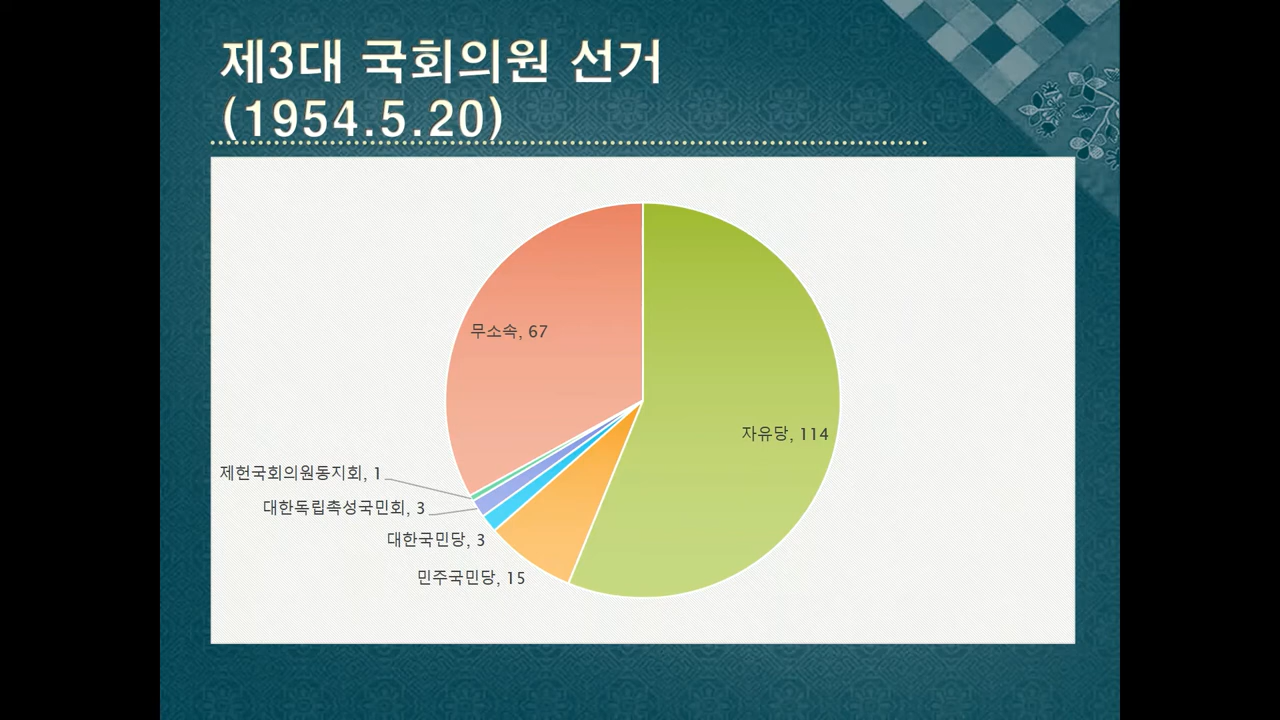 제3대 국회의원 선거
(1954.5.20)
무소속, 67
자유당, 114
제헌국회의원동지회, 1
대한독립촉성국민회, 3
대한국민당, 3
민주국민당, 15